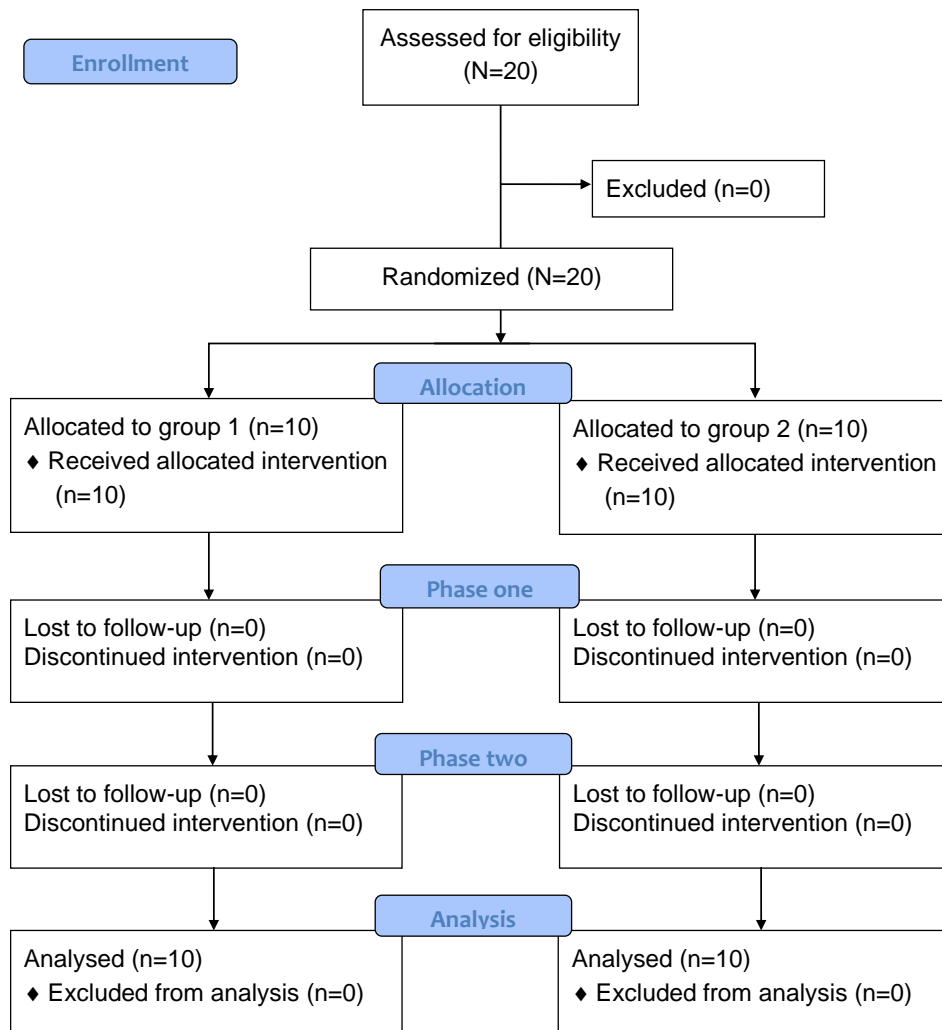 Enrollment
Assessed for eligibility
(N=20)
Excluded (n=0)
Randomized (N=20)
Allocation
Allocated to group 1 (n=10)
♦ Received allocated intervention
(n=10)
Allocated to group 2 (n=10)
♦ Received allocated intervention
(n=10)
Phase one
Lost to follow-up (n=0)
Discontinued intervention (n=0)
Lost to follow-up (n=0)
Discontinued intervention (n=0)
Phase two
Lost to follow-up (n=0)
Discontinued intervention (n=0)
Lost to follow-up (n=0)
Discontinued intervention (n=0)
Analysis
Analysed (n=10)
♦ Excluded from analysis (n=0)
Analysed (n=10)
♦ Excluded from analysis (n=0)